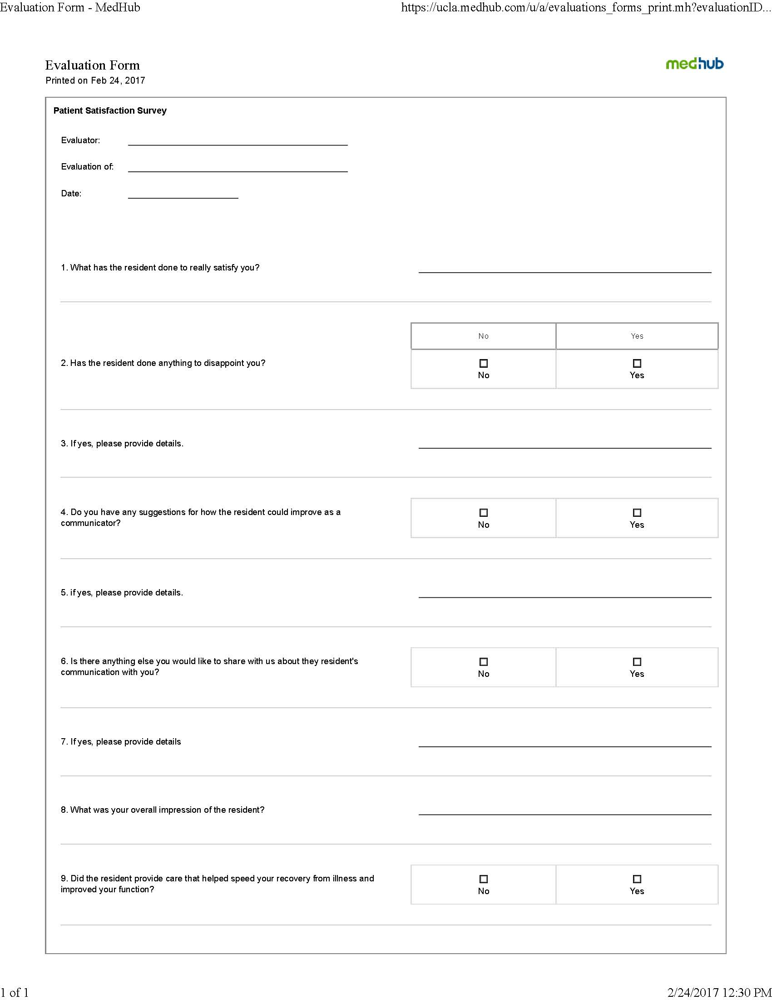 Evaluation Form - MedHub
https://ucla.medhub.com/u/a/evaluations_forms_print.mh?evaluationID...
Evaluation Form
medhub
Printed on Feb 24, 2017
Patient Satisfaction Survey
Evaluator:
Evaluation of:
Date:
1. What has the resident done to really satisfy you?
No
Yes
2. Has the resident done anything to disappoint you?
No
Yes
3. If yes, please provide details.
4. Do you have any suggestions for how the resident could improve as a
communicator?
No
Yes
5. if yes, please provide details.
6. Is there anything else you would like to share with us about they resident's
communication with you?
No
Yes
7. If yes, please provide details
8. What was your overall impression of the resident?
9. Did the resident provide care that helped speed your recovery from illness and
improved your function?
No
Yes
1 of 1
2/24/2017 12:30 PM